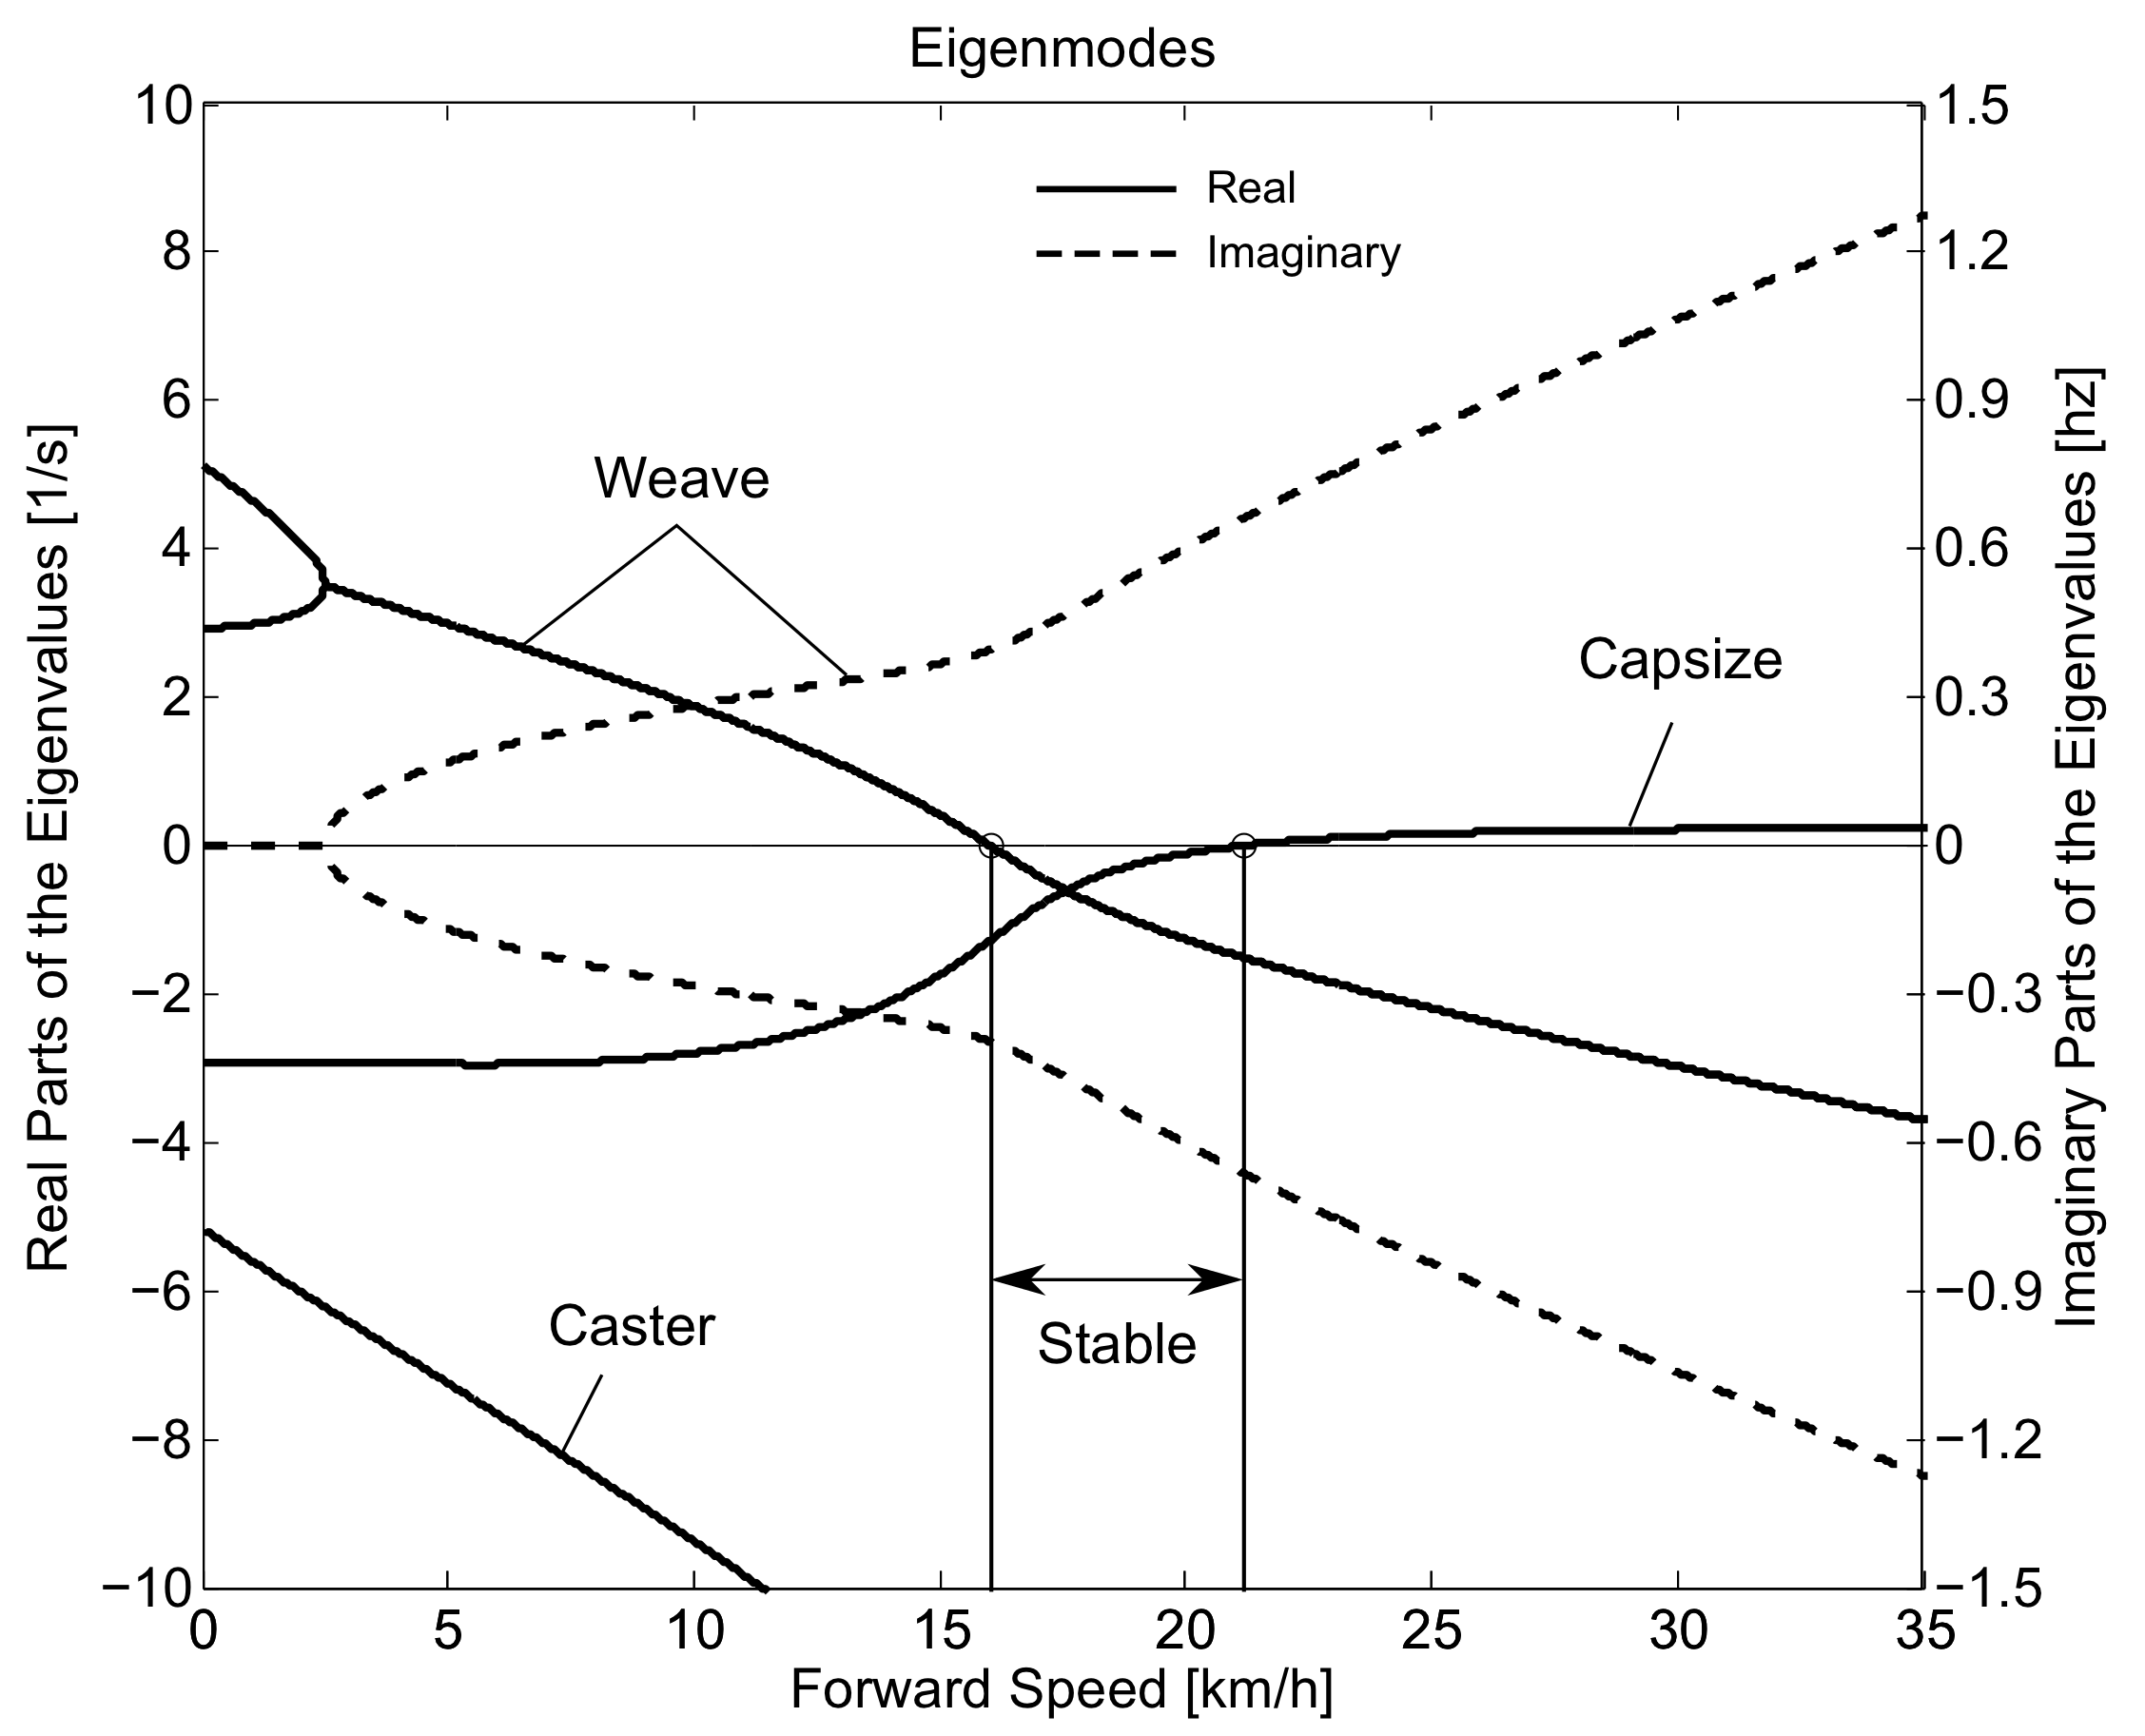 Eigenmodes
Real
Imaginary
Weave
Capsize
Caster
Stable
Real Parts of the Eigenvalues [1/s]
10
8
6
4
2
0
−2
−4
−6
−8
−10
Imaginary Parts of the Eigenvalues [hz]
1.5
1.2
0.9
0.6
0.3
0
−0.3
−0.6
−0.9
−1.2
−1.5
0 5 10 15 20 25 30 35
Forward Speed [km/h]